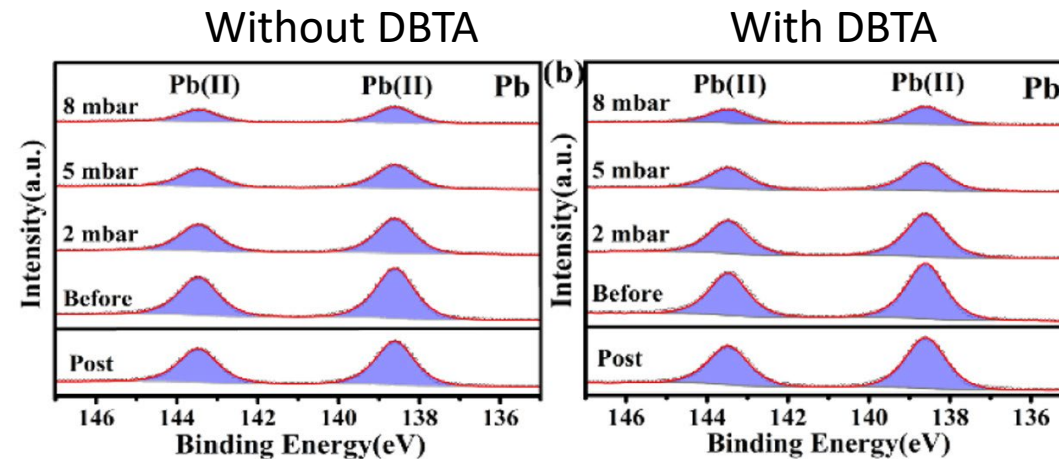 Without DBTA
With DBTA
Pb(II)
Pb(II)
Pb
8 mbar
5 mbar
2 mbar
Before
Post
Intensity(a.u.)
146 144 142 140 138 136
Binding Energy(eV)
(b)
Pb(II)
Pb(II)
Pb
8 mbar
5 mbar
2 mbar
Before
Post
Intensity(a.u.)
146 144 142 140 138 136
Binding Energy(eV)